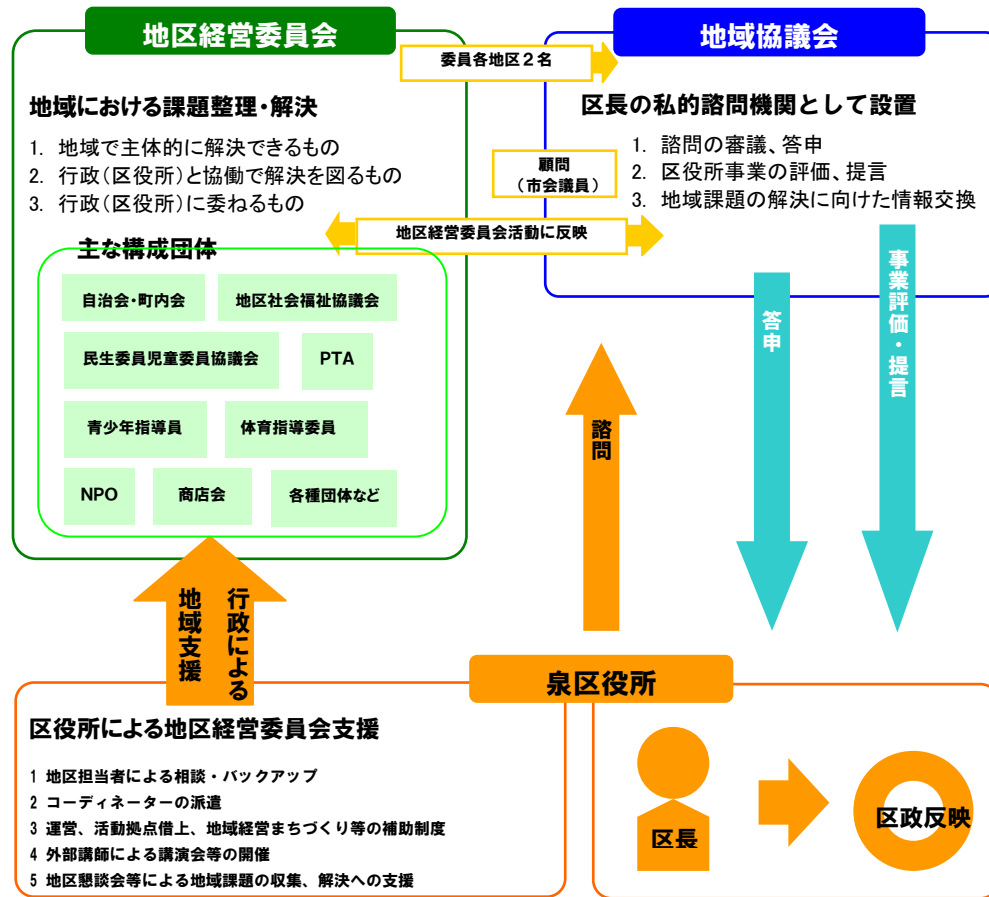 地区経営委員会
地域における課題整理・解決
1. 地域で主体的に解決できるもの
2. 行政(区役所)と協働で解決を図るもの
3. 行政(区役所)に委ねるもの
主な構成団体
自治会・町内会
地区社会福祉協議会
民生委員児童委員協議会
PTA
青少年指導員
体育指導委員
NPO
商店会
各種団体など
委員各地区2名
顧問
(市会議員)
地区経営委員会活動に反映
地域協議会
区長の私的諮問機関として設置
1. 諮問の審議、答申
2. 区役所事業の評価、提言
3. 地域課題の解決に向けた情報交換
諮問
答申
事業評価・提言
行政による
地域支援
泉区役所
区役所による地区経営委員会支援
1 地区担当者による相談・バックアップ
2 コーディネーターの派遣
3 運営、活動拠点借上、地域経営まちづくり等の補助制度
4 外部講師による講演会等の開催
5 地区懇談会等による地域課題の収集、解決への支援
区長
区政反映